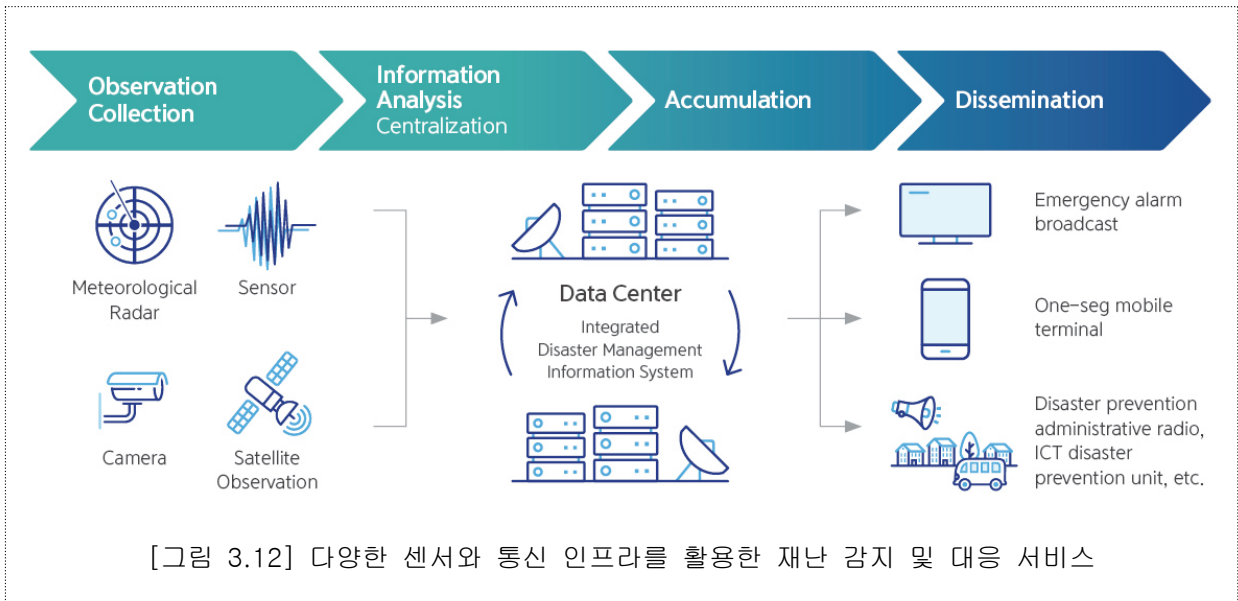 Observation
Collection
Information
Analysis
Centralization
Accumulation
Dissemination
Meteorological
Radar
Sensor
Camera
Satellite
Observation
Data Center
Integrated
Disaster Management
Information System
Emergency alarm
broadcast
One-seg mobile
terminal
Disaster prevention
administrative radio,
ICT disaster
prevention unit, etc.
[그림 3.12] 다양한 센서와 통신 인프라를 활용한 재난 감지 및 대응 서비스